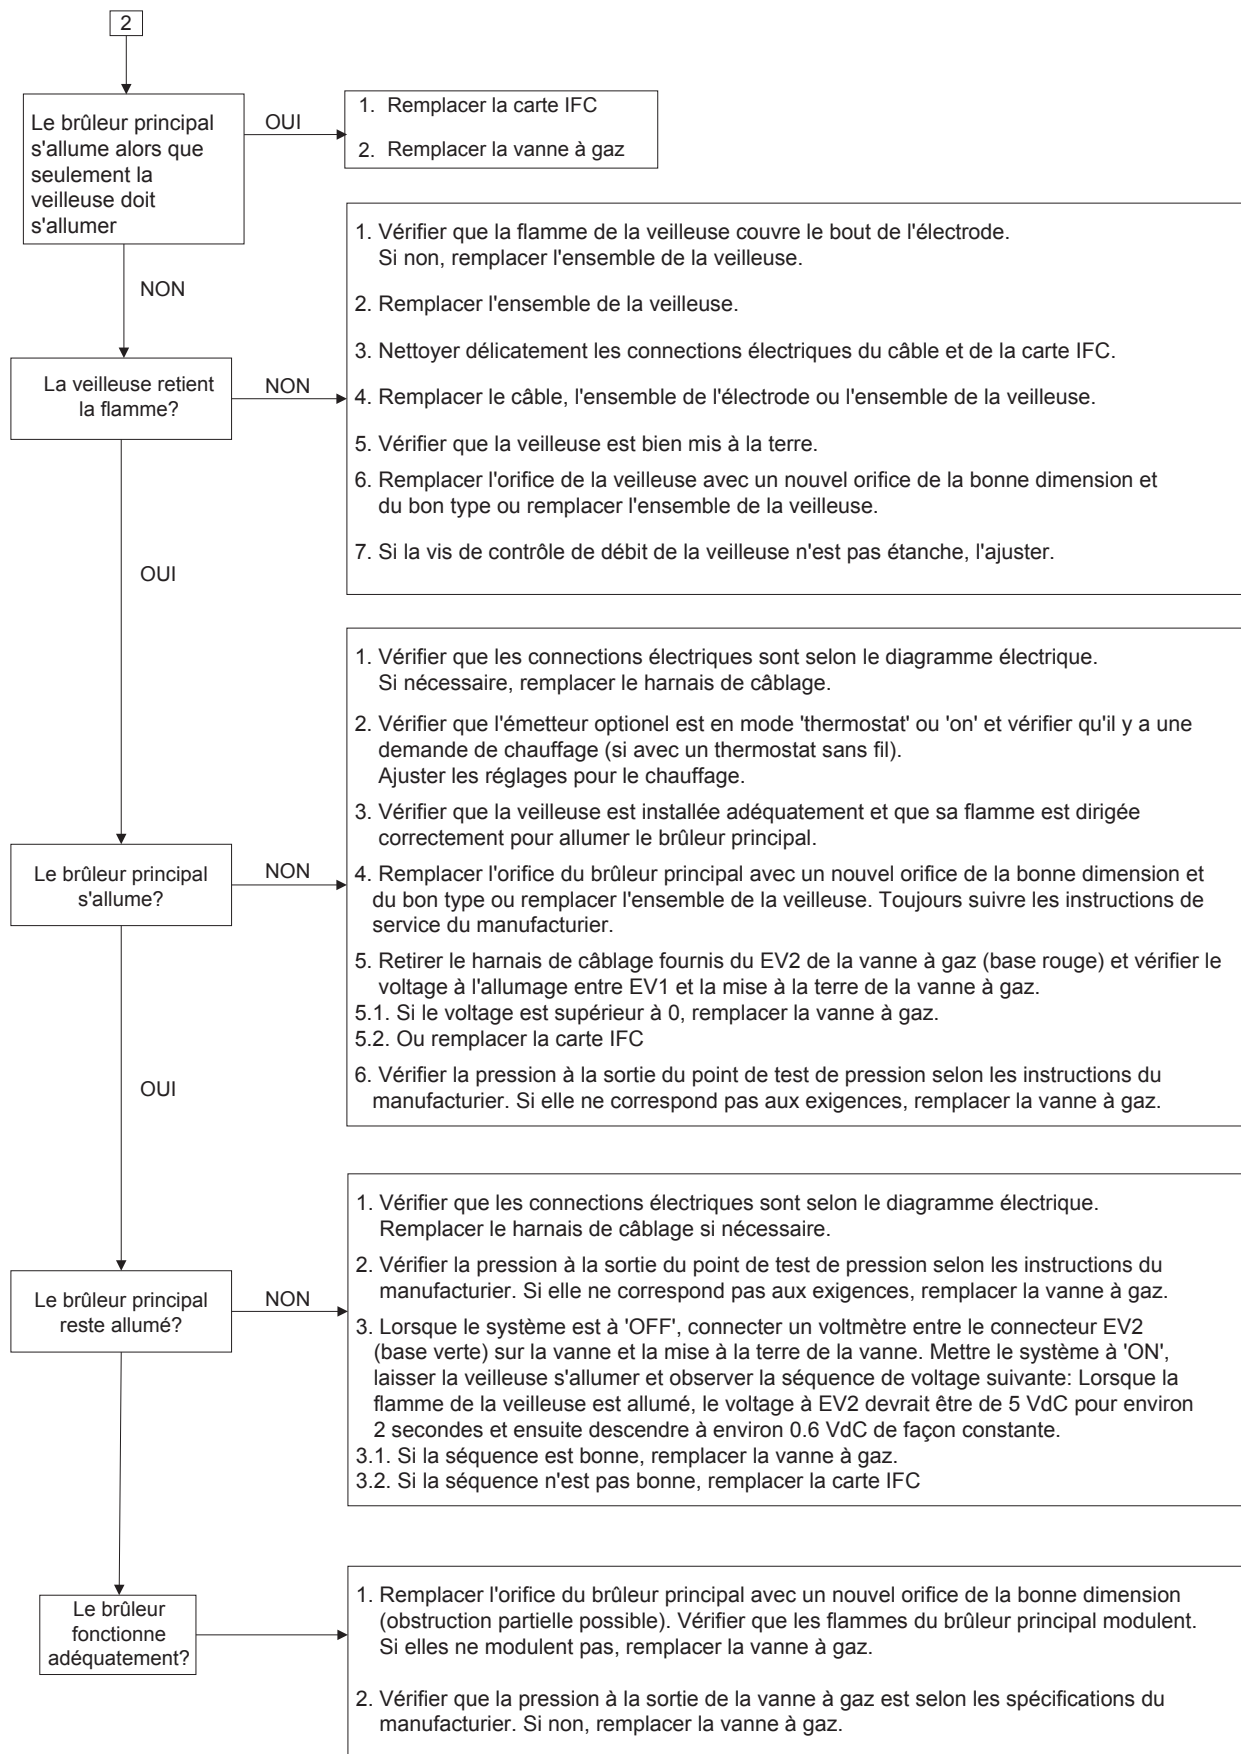 2
Le brûleur principal
s'allume alors que
seulement la
veilleuse doit
s'allumer
OUI
1. Remplacer la carte IFC
2. Remplacer la vanne à gaz
NON
La veilleuse retient
la flamme?
NON
1. Vérifier que la flamme de la veilleuse couvre le bout de l'électrode.
Si non, remplacer l'ensemble de la veilleuse.
2. Remplacer l'ensemble de la veilleuse.
3. Nettoyer délicatement les connections électriques du câble et de la carte IFC.
4. Remplacer le câble, l'ensemble de l'électrode ou l'ensemble de la veilleuse.
5. Vérifier que la veilleuse est bien mis à la terre.
6. Remplacer l'orifice de la veilleuse avec un nouvel orifice de la bonne dimension et
du bon type ou remplacer l'ensemble de la veilleuse.
7. Si la vis de contrôle de débit de la veilleuse n'est pas étanche, l'ajuster.
OUI
Le brûleur principal
s'allume?
NON
1. Vérifier que les connections électriques sont selon le diagramme électrique.
Si nécessaire, remplacer le harnais de câblage.
2. Vérifier que l'émetteur optionel est en mode 'thermostat' ou 'on' et vérifier qu'il y a une
demande de chauffage (si avec un thermostat sans fil).
Ajuster les réglages pour le chauffage.
3. Vérifier que la veilleuse est installée adéquatement et que sa flamme est dirigée
correctement pour allumer le brûleur principal.
4. Remplacer l'orifice du brûleur principal avec un nouvel orifice de la bonne dimension et
du bon type ou remplacer l'ensemble de la veilleuse. Toujours suivre les instructions de
service du manufacturier.
5. Retirer le harnais de câblage fournis du EV2 de la vanne à gaz (base rouge) et vérifier le
voltage à l'allumage entre EV1 et la mise à la terre de la vanne à gaz.
5.1. Si le voltage est supérieur à 0, remplacer la vanne à gaz.
5.2. Ou remplacer la carte IFC
6. Vérifier la pression à la sortie du point de test de pression selon les instructions du
manufacturier. Si elle ne correspond pas aux exigences, remplacer la vanne à gaz.
OUI
Le brûleur principal
reste allumé?
NON
1. Vérifier que les connections électriques sont selon le diagramme électrique.
Remplacer le harnais de câblage si nécessaire.
2. Vérifier la pression à la sortie du point de test de pression selon les instructions du
manufacturier. Si elle ne correspond pas aux exigences, remplacer la vanne à gaz.
3. Lorsque le système est à 'OFF', connecter un voltmètre entre le connecteur EV2
(base verte) sur la vanne et la mise à la terre de la vanne. Mettre le système à 'ON',
laisser la veilleuse s'allumer et observer la séquence de voltage suivante: Lorsque la
flamme de la veilleuse est allumé, le voltage à EV2 devrait être de 5 VdC pour environ
2 secondes et ensuite descendre à environ 0.6 VdC de façon constante.
3.1. Si la séquence est bonne, remplacer la vanne à gaz.
3.2. Si la séquence n'est pas bonne, remplacer la carte IFC
Le brûleur
fonctionne
adéquatement?
1. Remplacer l'orifice du brûleur principal avec un nouvel orifice de la bonne dimension
(obstruction partielle possible). Vérifier que les flammes du brûleur principal modulent.
Si elles ne modulent pas, remplacer la vanne à gaz.
2. Vérifier que la pression à la sortie de la vanne à gaz est selon les spécifications du
manufacturier. Si non, remplacer la vanne à gaz.